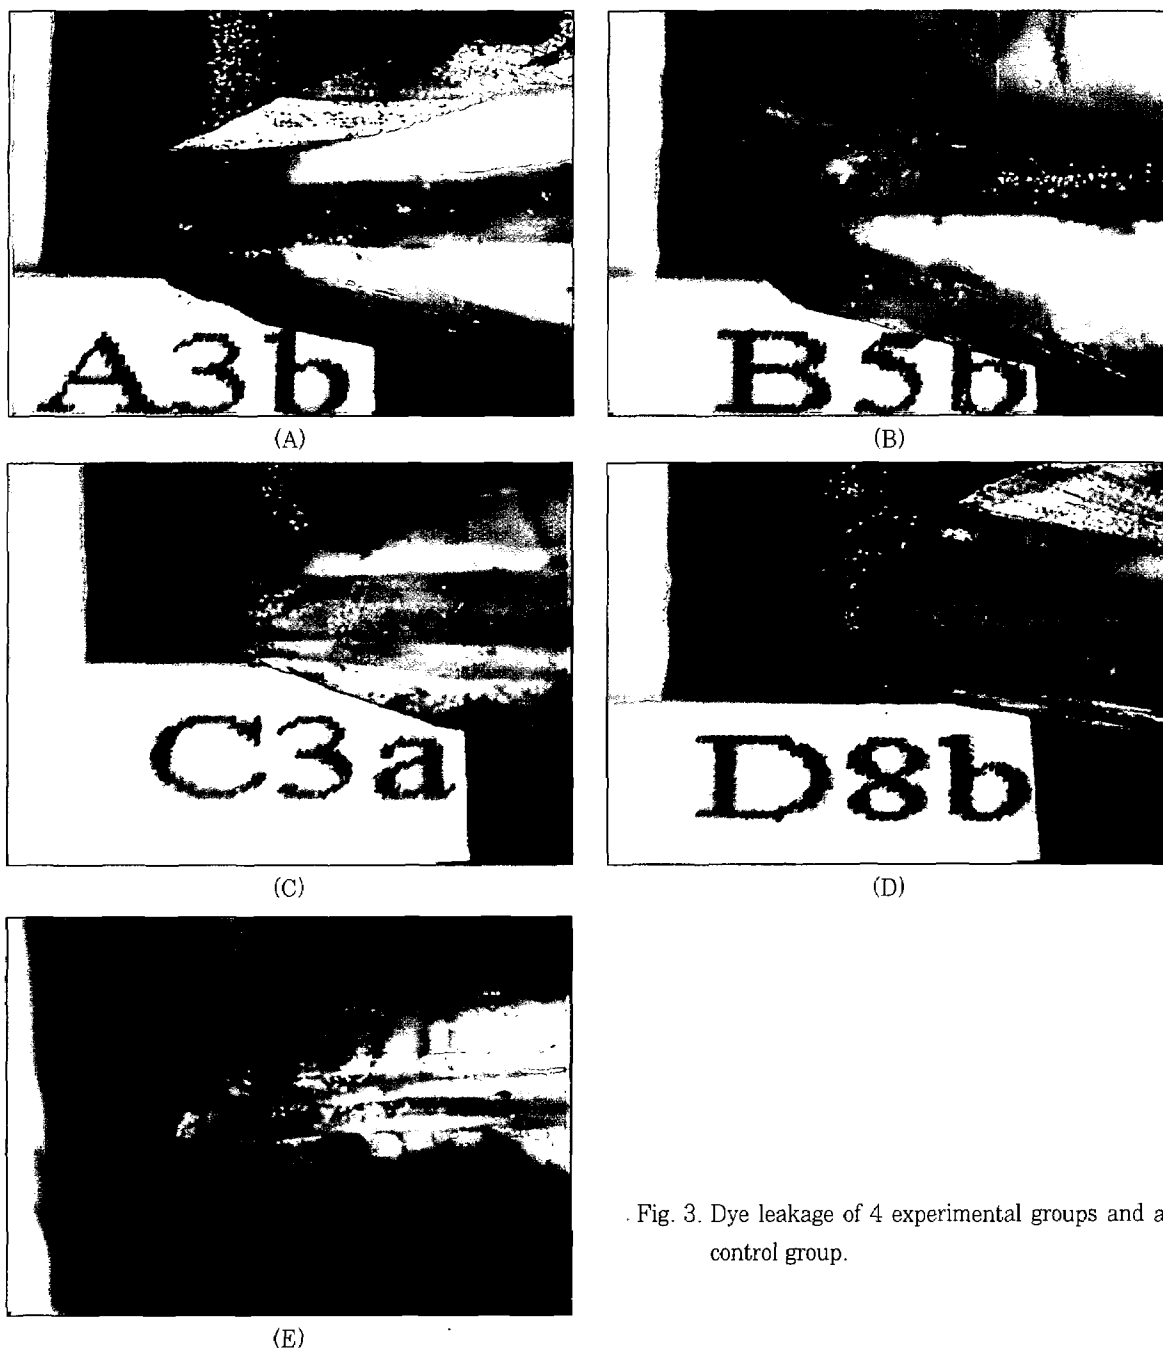 A3b
B5b
(A)
(B)
C3a
D8b
(C)
(D)
(E)
Fig. 3. Dye leakage of 4 experimental groups and a
control group.